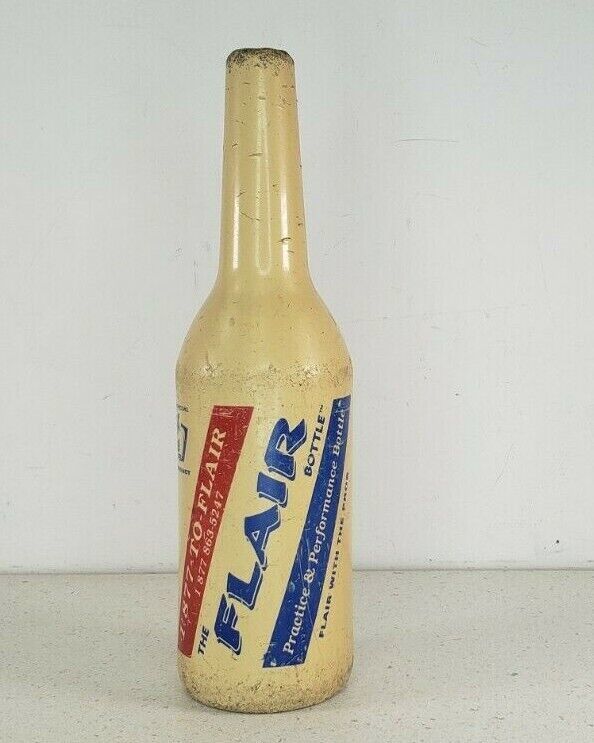 1-877-TO-FLAIR
1 877 863-5247
THE
FLAIR
BOTTLE™
Practice & Performance Bottle
FLAIR WITH THE PROS